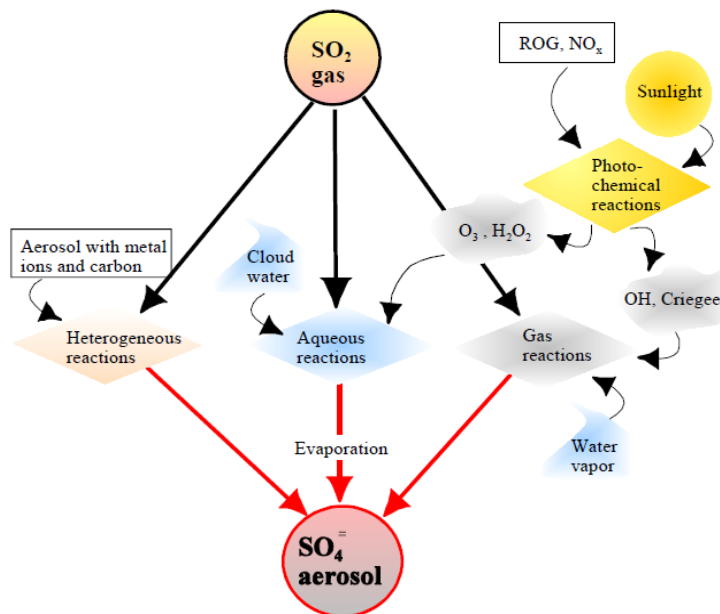 SO₂
gas
ROG, NOₓ
Sunlight
Photo-
chemical
reactions
O₃ , H₂O₂
Aerosol with metal
ions and carbon
Cloud
water
OH, Criegee
Heterogeneous
reactions
Aqueous
reactions
Gas
reactions
Evaporation
Water
vapor
SO₄⁼
aerosol